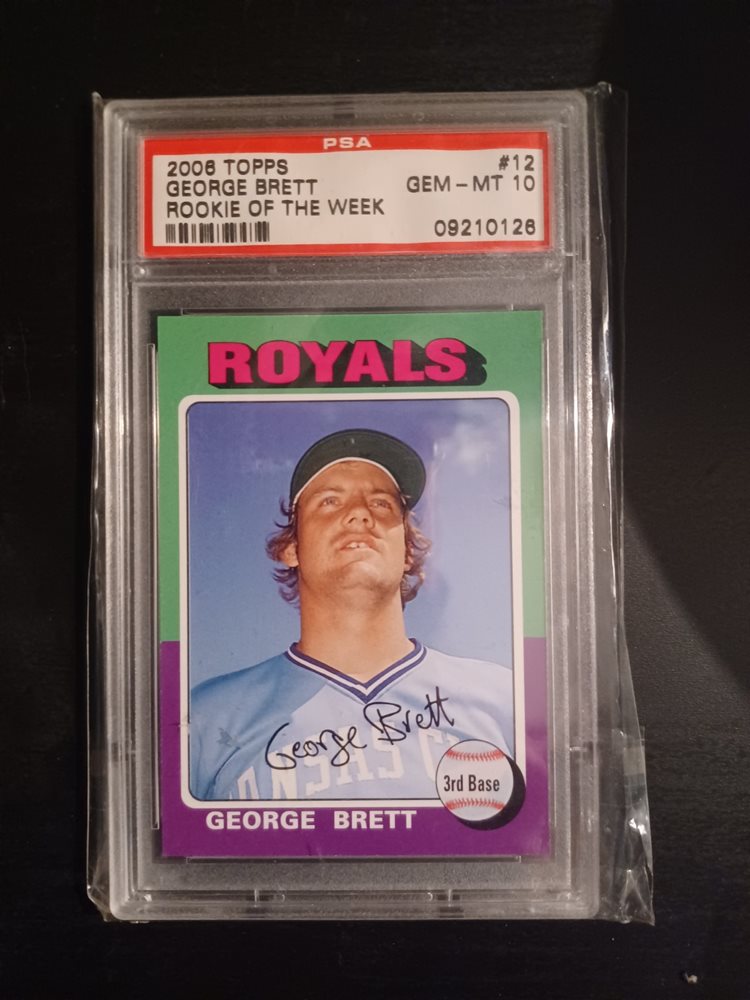 PSA
2006 TOPPS #12
GEORGE BRETT GEM - MT 10
ROOKIE OF THE WEEK
09210126
ROYALS
George Brett
3rd Base
GEORGE BRETT